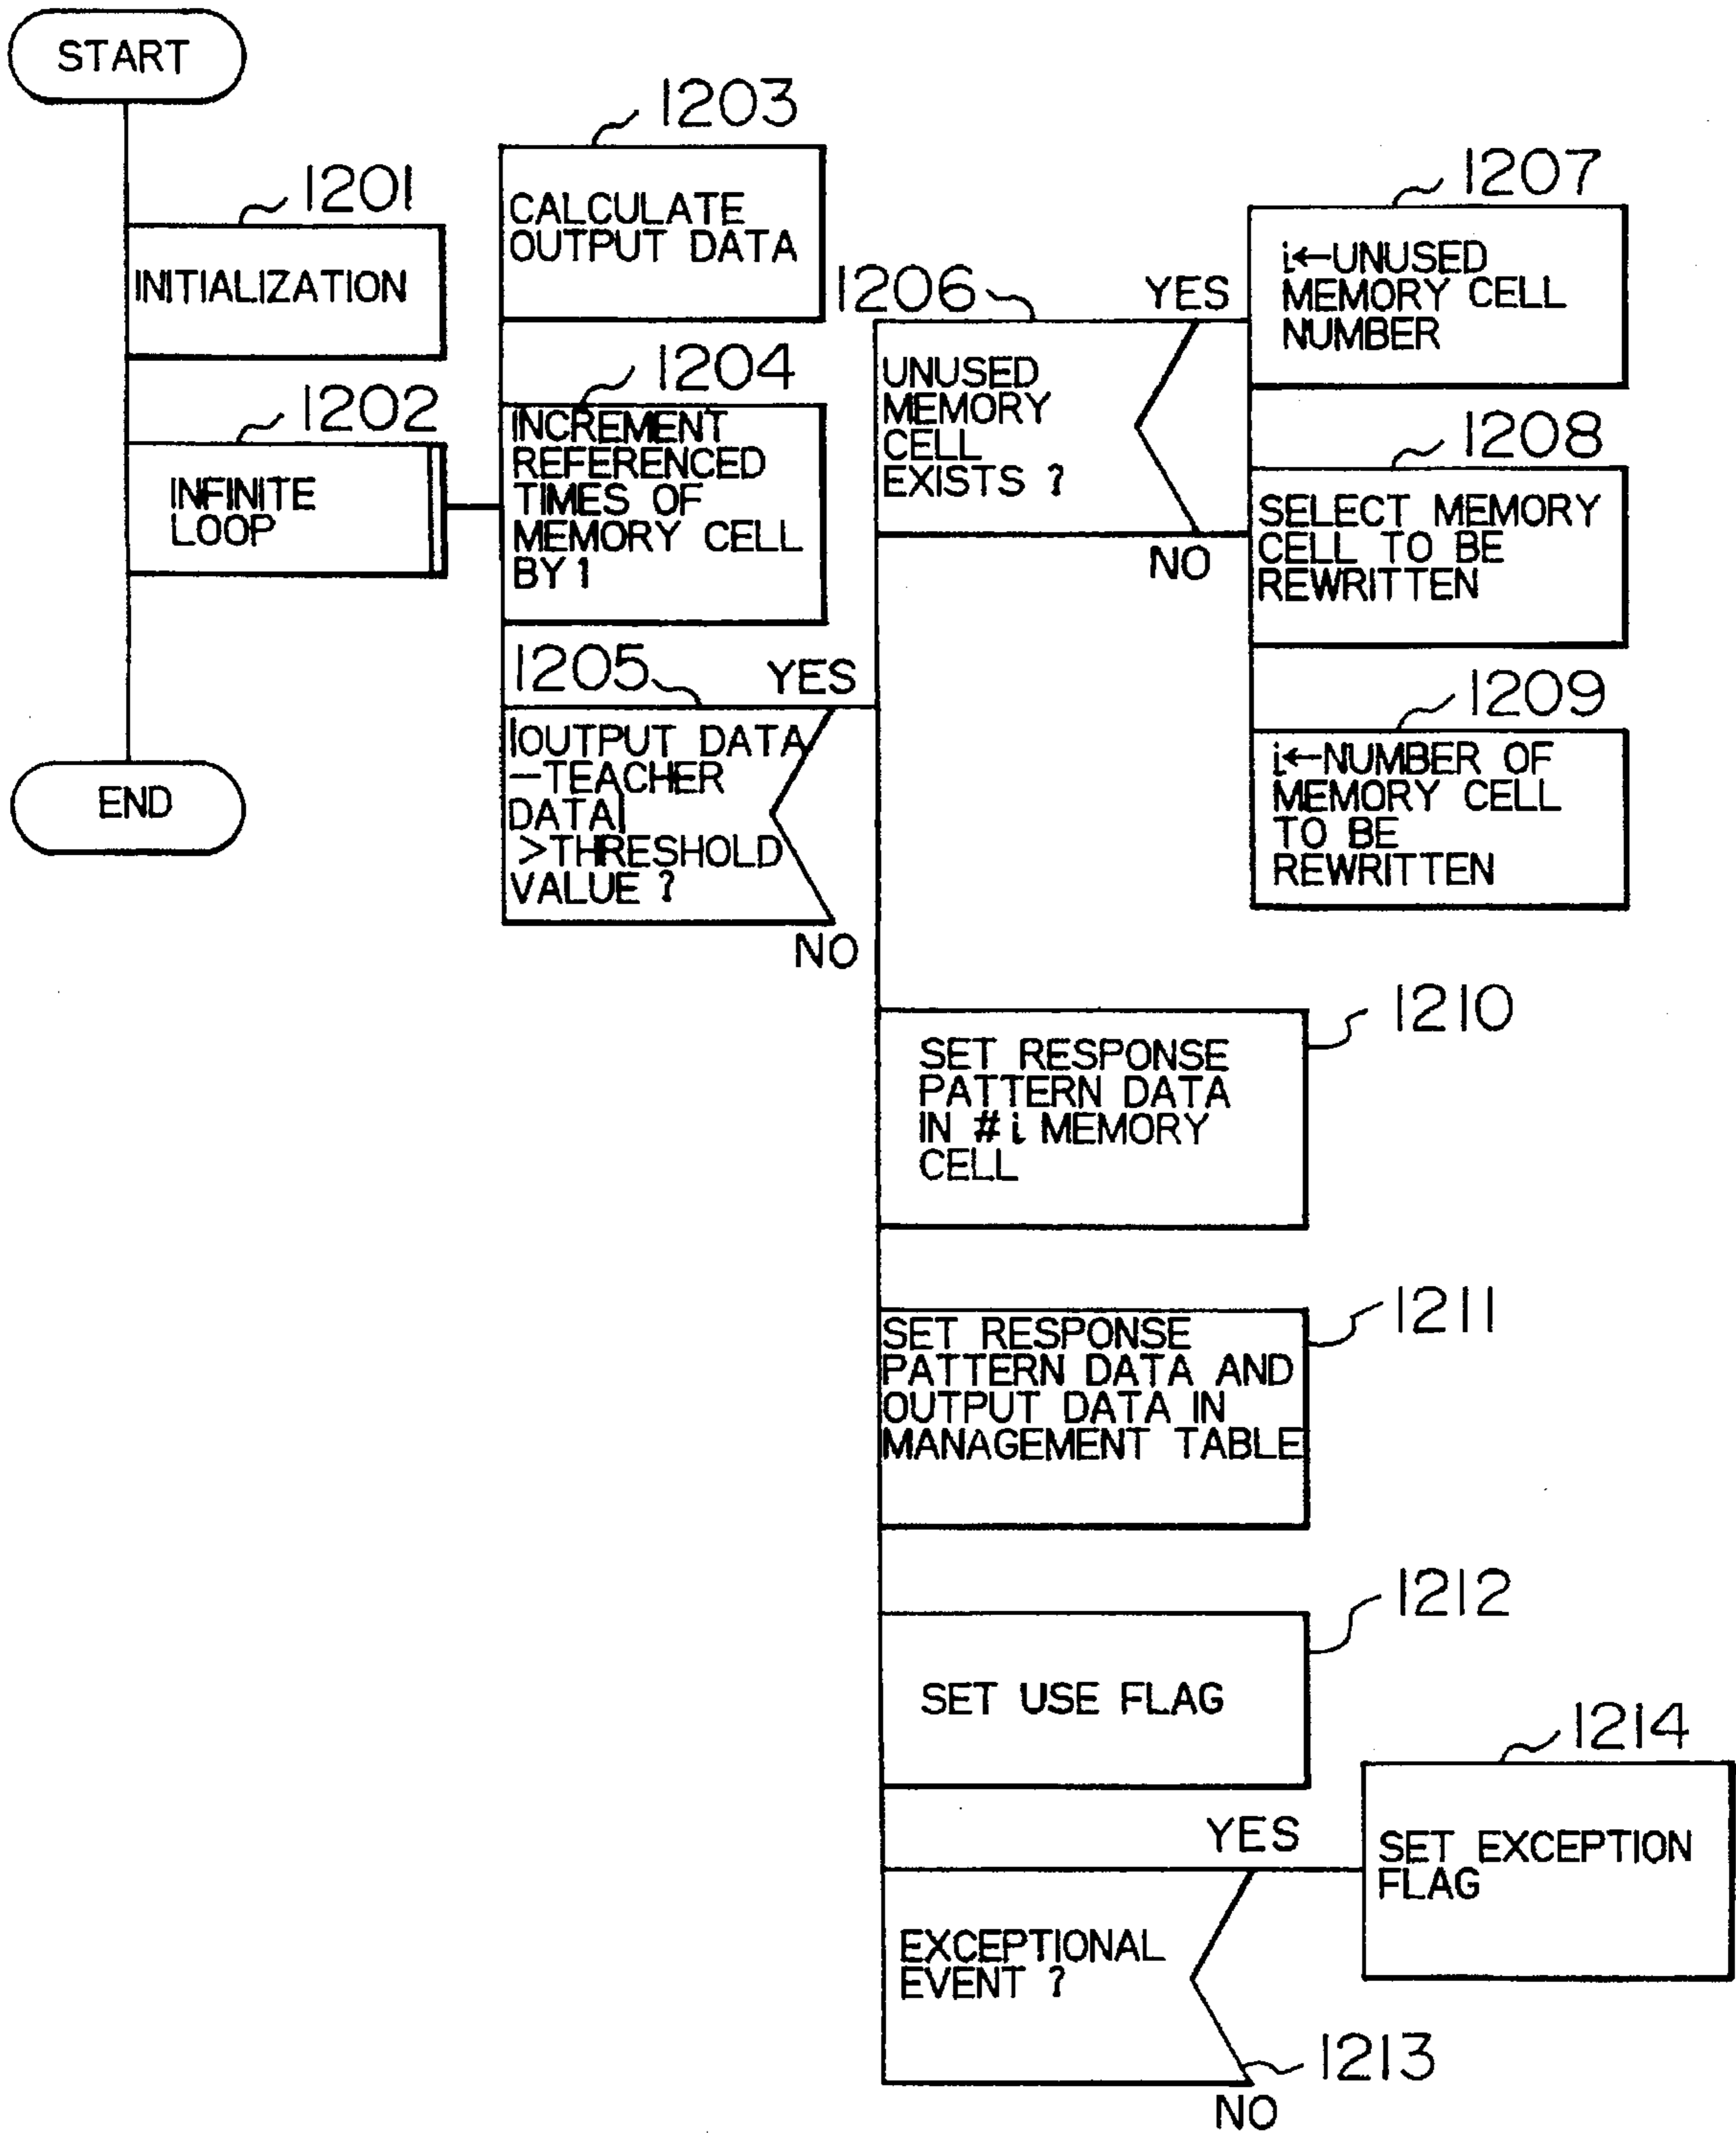 START
1201
INITIALIZATION
1202
INFINITE
LOOP
END
1203
CALCULATE
OUTPUT DATA
1204
INCREMENT
REFERENCED
TIMES OF
MEMORY CELL
BY 1
1205
YES
|OUTPUT DATA
−TEACHER
DATA|
>THRESHOLD
VALUE ?
NO
1206
YES
UNUSED
MEMORY
CELL
EXISTS ?
NO
1207
i←UNUSED
MEMORY CELL
NUMBER
1208
SELECT MEMORY
CELL TO BE
REWRITTEN
1209
i←NUMBER OF
MEMORY CELL
TO BE
REWRITTEN
1210
SET RESPONSE
PATTERN DATA
IN #i MEMORY
CELL
1211
SET RESPONSE
PATTERN DATA AND
OUTPUT DATA IN
MANAGEMENT TABLE
1212
SET USE FLAG
1214
YES
SET EXCEPTION
FLAG
EXCEPTIONAL
EVENT ?
1213
NO